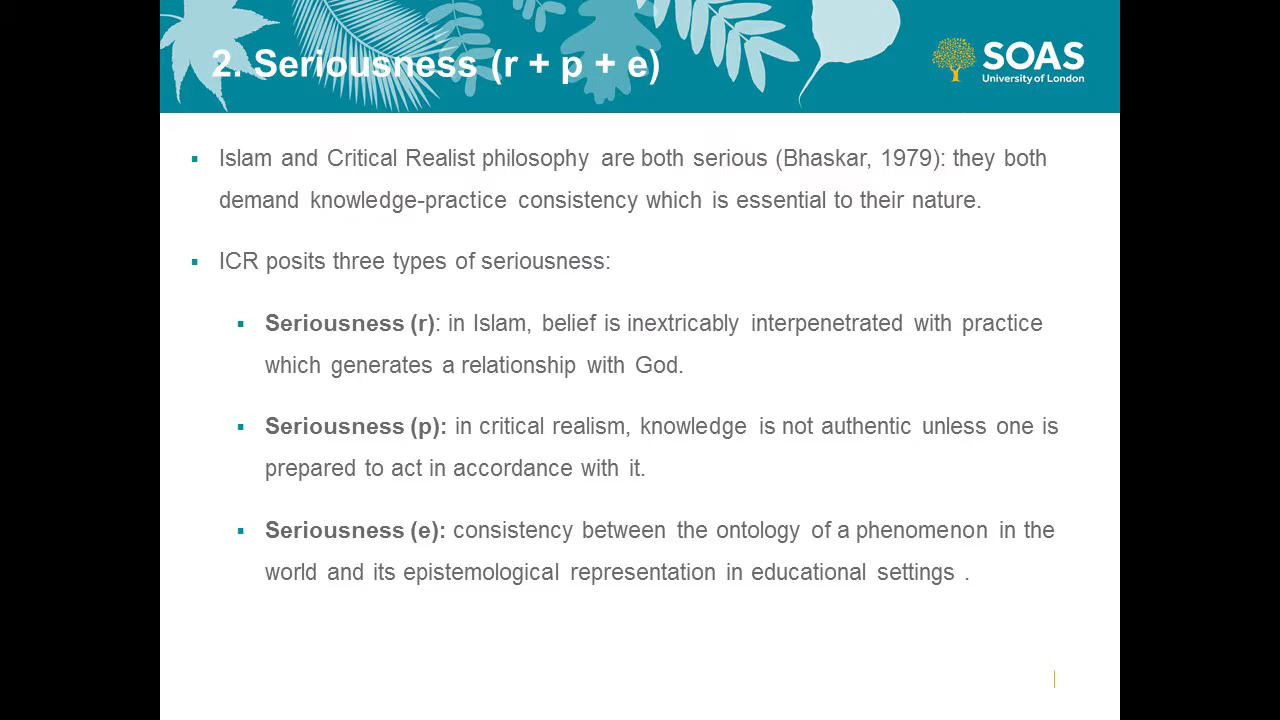 2. Seriousness (r + p + e)
SOAS
University of London
▪ Islam and Critical Realist philosophy are both serious (Bhaskar, 1979): they both
demand knowledge-practice consistency which is essential to their nature.
▪ ICR posits three types of seriousness:
▪ Seriousness (r): in Islam, belief is inextricably interpenetrated with practice
which generates a relationship with God.
▪ Seriousness (p): in critical realism, knowledge is not authentic unless one is
prepared to act in accordance with it.
▪ Seriousness (e): consistency between the ontology of a phenomenon in the
world and its epistemological representation in educational settings .